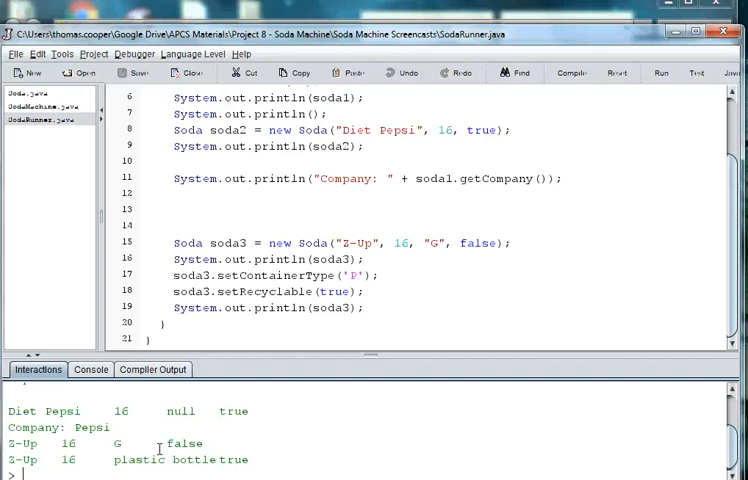 C:\Users\thomas.cooper\Google Drive\APCS Materials\Project 8 - Soda Machine\Soda Machine Screencasts\SodaRunner.java
File Edit Tools Project Debugger Language Level Help
New Open Save Close Cut Copy Paste Undo Redo Find Compile Reset Run Test Jav
Soda.java
SodaMachine.java
SodaRunner.java
6 System.out.println(soda1);
7 System.out.println();
8 Soda soda2 = new Soda("Diet Pepsi", 16, true);
9 System.out.println(soda2);
10
11 System.out.println("Company: " + soda1.getCompany());
12
13
14
15 Soda soda3 = new Soda("Z-Up", 16, "G", false);
16 System.out.println(soda3);
17 soda3.setContainerType('P');
18 soda3.setRecyclable(true);
19 System.out.println(soda3);
20 }
21 }
Interactions Console Compiler Output
Diet Pepsi 16 null true
Company: Pepsi
Z-Up 16 G false
Z-Up 16 plastic bottle true
>